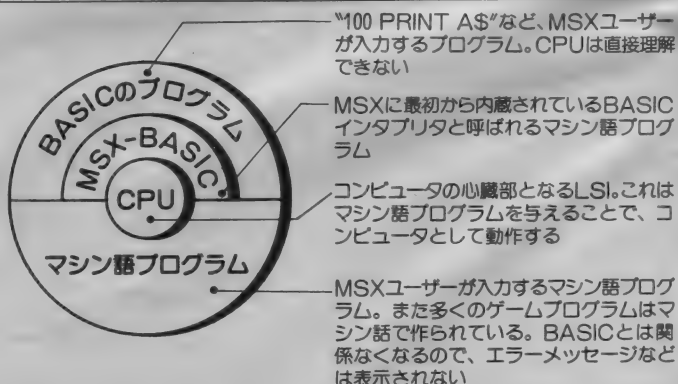 "100 PRINT A$"など、MSXユーザー
が入力するプログラム。CPUは直接理解
できない
BASICのプログラム
MSX-BASIC
CPU
マシン語プログラム
MSXに最初から内蔵されているBASIC
インタプリタと呼ばれるマシン語プログ
ラム
コンピュータの心臓部となるLSI。これは
マシン語プログラムを与えることで、コ
ンピュータとして動作する
MSXユーザーが入力するマシン語プログ
ラム。また多くのゲームプログラムはマ
シン話で作られている。BASICとは関
係なくなるので、エラーメッセージなど
は表示されない